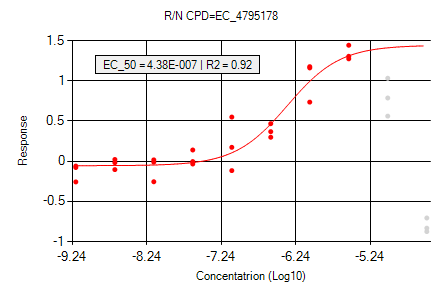 R/N CPD=EC_4795178
EC_50 = 4.38E-007 | R2 = 0.92
1.5
1
0.5
0
-0.5
-1
Response
-9.24 -8.24 -7.24 -6.24 -5.24
Concentatrion (Log10)